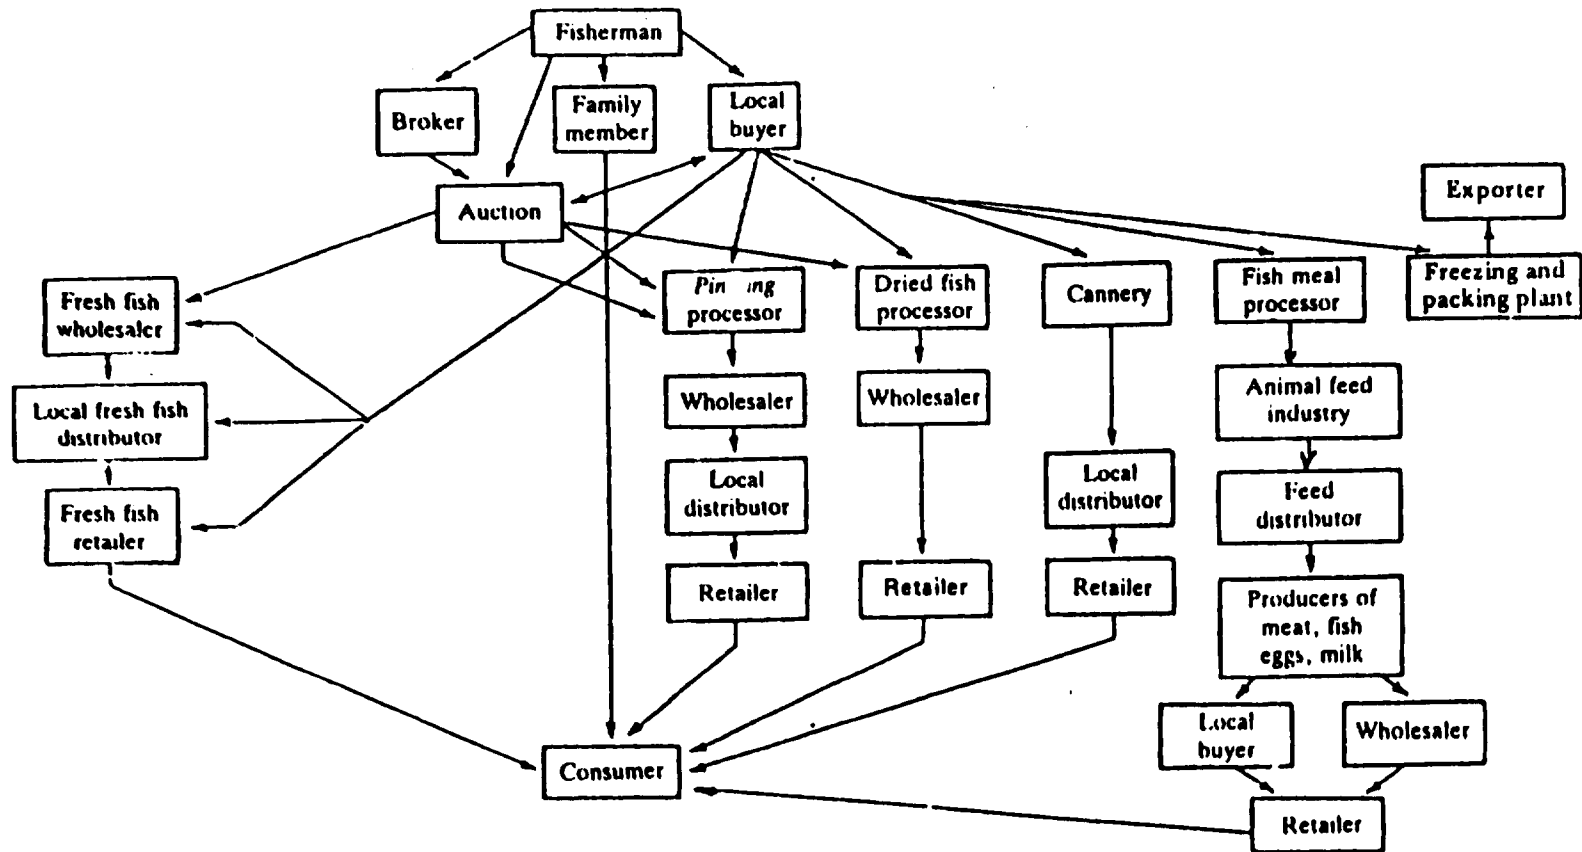 Fisherman
Broker
Family
member
Local
buyer
Auction
Exporter
Fresh fish
wholesaler
processor
Dried fish
processor
Cannery
Fish meal
processor
Freezing and
packing plant
Local fresh fish
distributor
Wholesaler
Wholesaler
Animal feed
industry
Fresh fish
retailer
Local
distributor
Local
distributor
Feed
distributor
Retailer
Retailer
Retailer
Producers of
meat, fish
eggs, milk
Local
buyer
Wholesaler
Consumer
Retailer